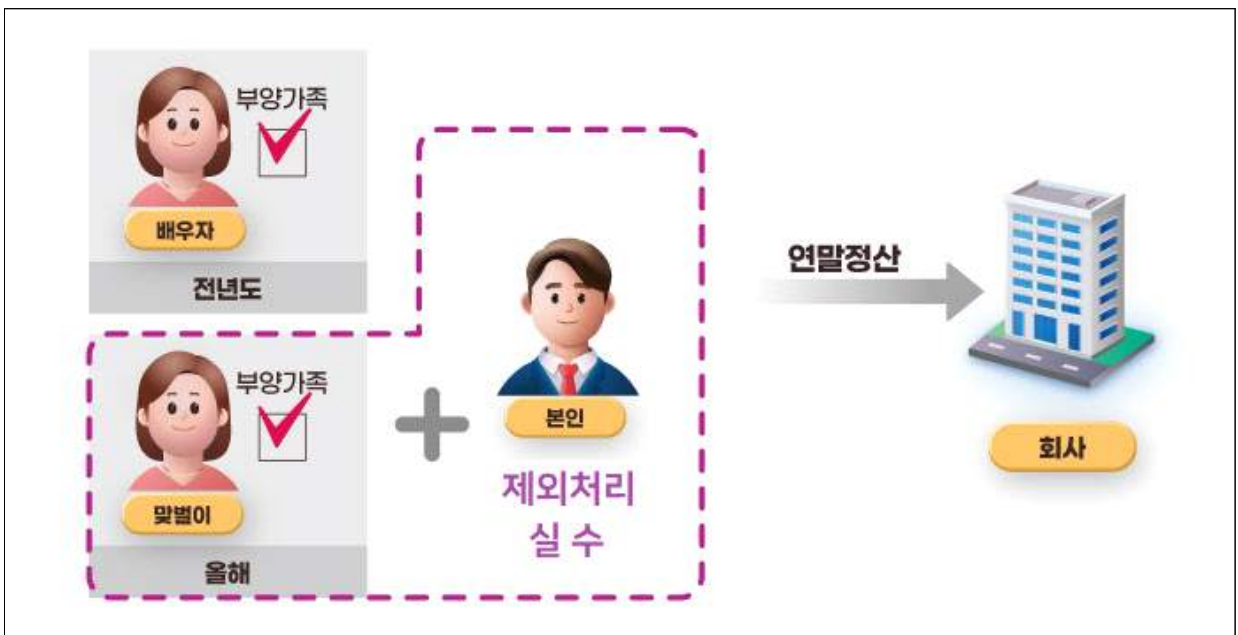 부양가족
배우자
전년도
부양가족
맞벌이
올해
본인
제외처리
실 수
연말정산
회사